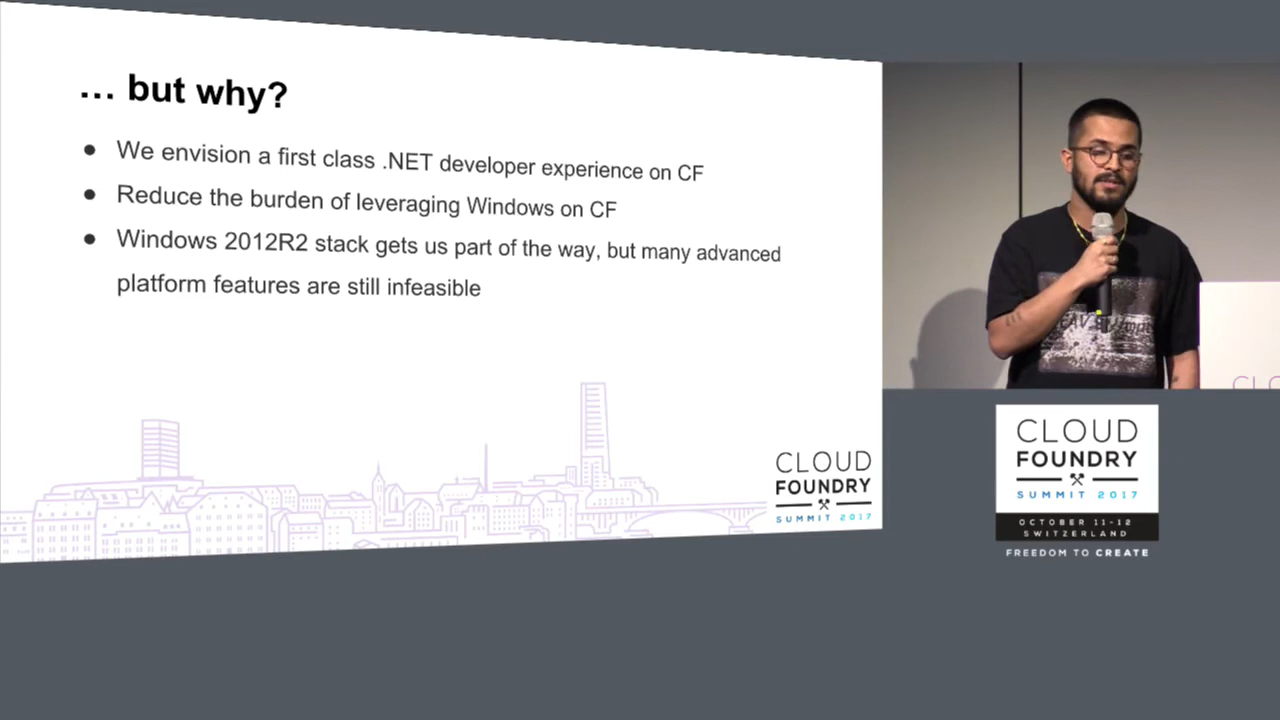 ... but why?
● We envision a first class .NET developer experience on CF
● Reduce the burden of leveraging Windows on CF
● Windows 2012R2 stack gets us part of the way, but many advanced
platform features are still infeasible
CLOUD
FOUNDRY
SUMMIT 2017
CLOUD
FOUNDRY
SUMMIT 2017
OCTOBER 11-12
SWITZERLAND
FREEDOM TO CREATE